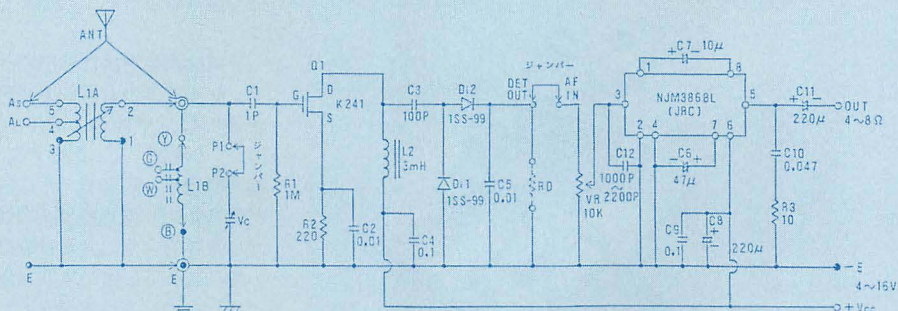 ANT
L1A
As
AL
5
4
3
2
1
Y
G
W
B
L1B
E
E
C1
1P
P1
P2
ジャンパー
Vc
R1
1M
Q1
G
D
S
K241
R2
220
C2
0.01
L2
C4
0.1
C3
100P
Di2
1SS-99
Di1
1SS-99
C5
0.01
ジャンパー
DET
OUT
AF
IN
RD
VR
10K
C12
1000P
~
2200P
+C7-10μ
1
8
3
NJM386BL
(JRC)
5
2
4
7
6
-C6+
47μ
C9
0.1
C8
+
-
220μ
+C11-
220μ
OUT
4~8Ω
C10
0.047
R3
10
-E
4~16V
+Vcc